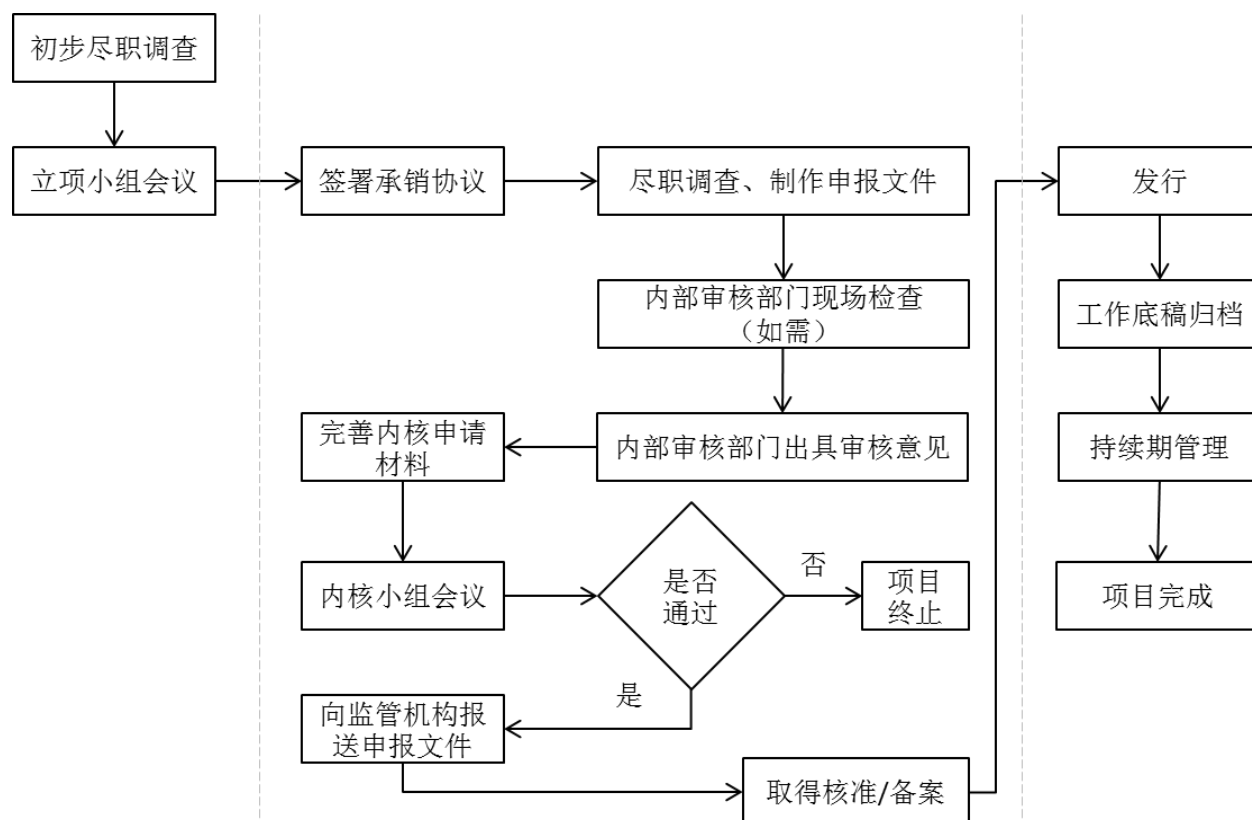 初步尽职调查
立项小组会议
签署承销协议
尽职调查、制作申报文件
内部审核部门现场检查
（如需）
内部审核部门出具审核意见
完善内核申请
材料
内核小组会议
是否
通过
否
项目
终止
是
向监管机构报
送申报文件
取得核准/备案
发行
工作底稿归档
持续期管理
项目完成